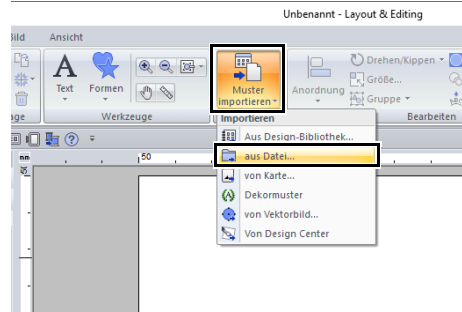 Unbenannt - Layout & Editing
Bild Ansicht
Text
Formen
Muster
importieren
Anordnung
Drehen/Kippen
Größe...
Gruppe
Werkzeuge
Bearbeiten
Importieren
Aus Design-Bibliothek...
aus Datei...
von Karte...
Dekormuster
von Vektorbild...
Von Design Center
50